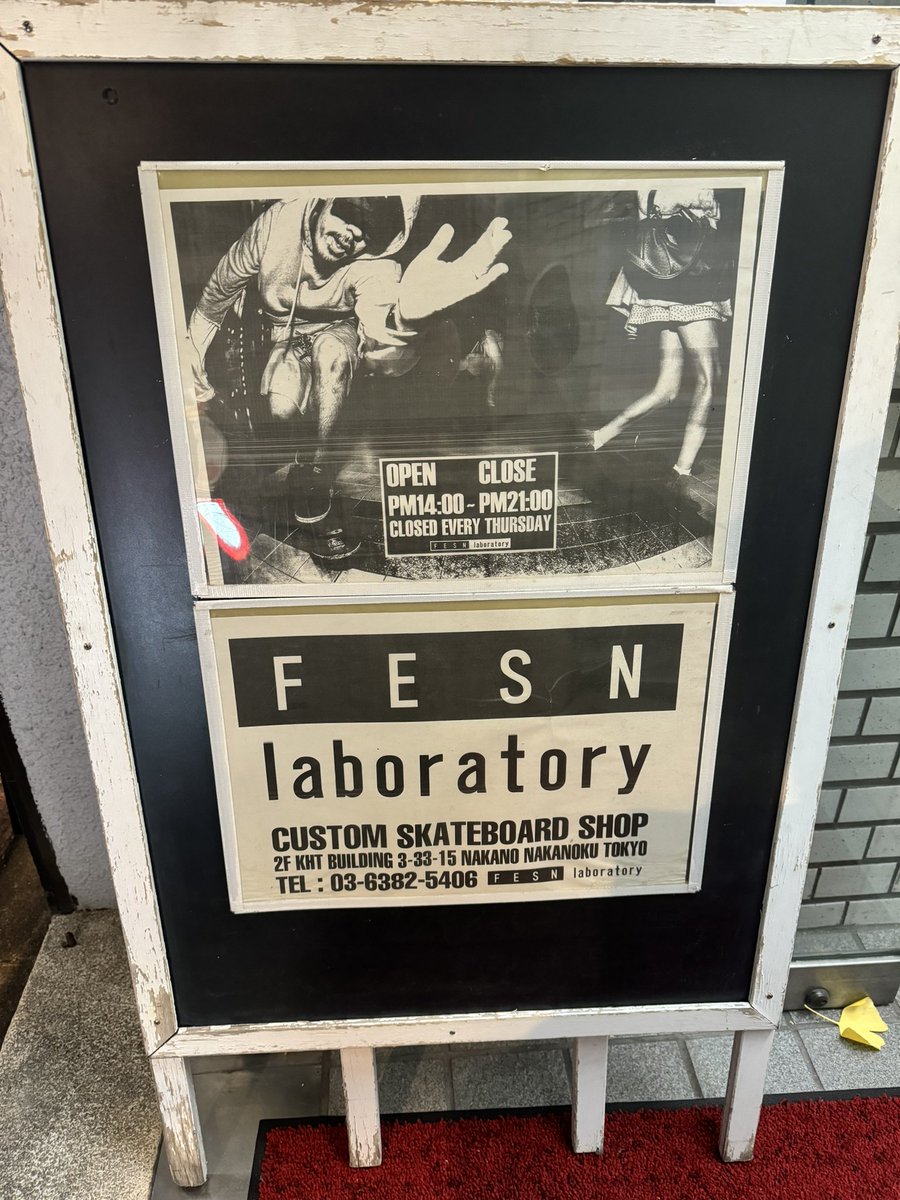 OPEN CLOSE
PM14:00~PM21:00
CLOSED EVERY THURSDAY
FESN laboratory
FESN
laboratory
CUSTOM SKATEBOARD SHOP
2F KHT BUILDING 3-33-15 NAKANO NAKANOKU TOKYO
TEL : 03-6382-5406 FESN laboratory